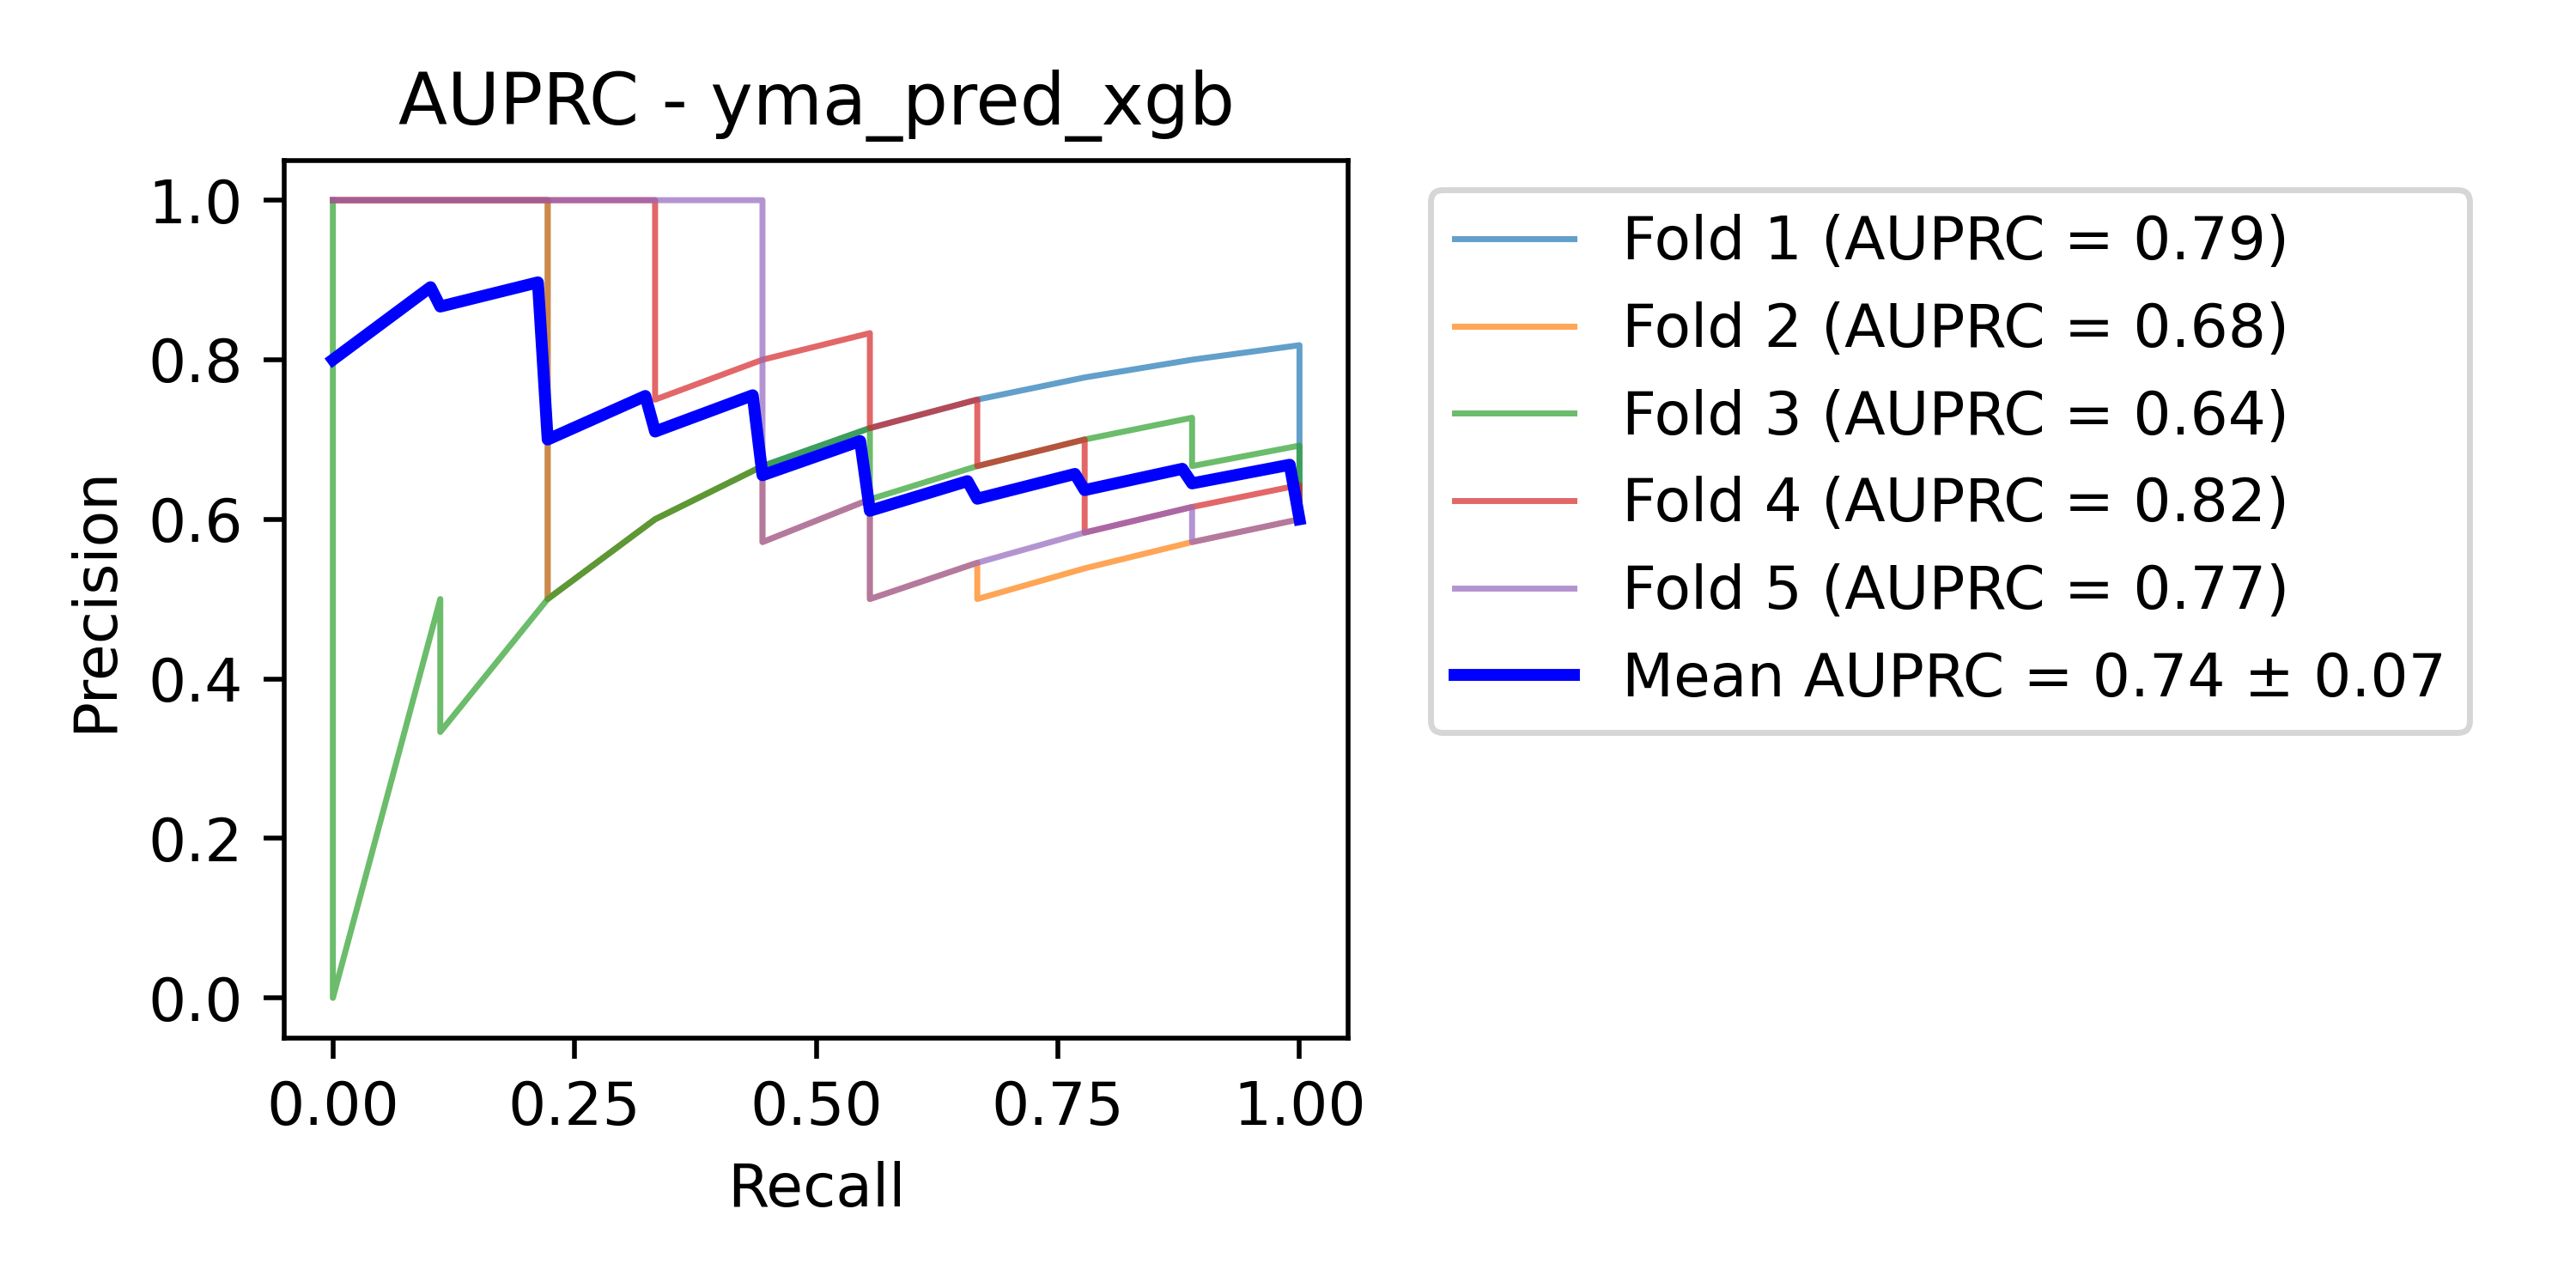 AUPRC - yma_pred_xgb
1.0
0.8
0.6
0.4
0.2
0.0
Precision
0.00 0.25 0.50 0.75 1.00
Recall
Fold 1 (AUPRC = 0.79)
Fold 2 (AUPRC = 0.68)
Fold 3 (AUPRC = 0.64)
Fold 4 (AUPRC = 0.82)
Fold 5 (AUPRC = 0.77)
Mean AUPRC = 0.74 ± 0.07